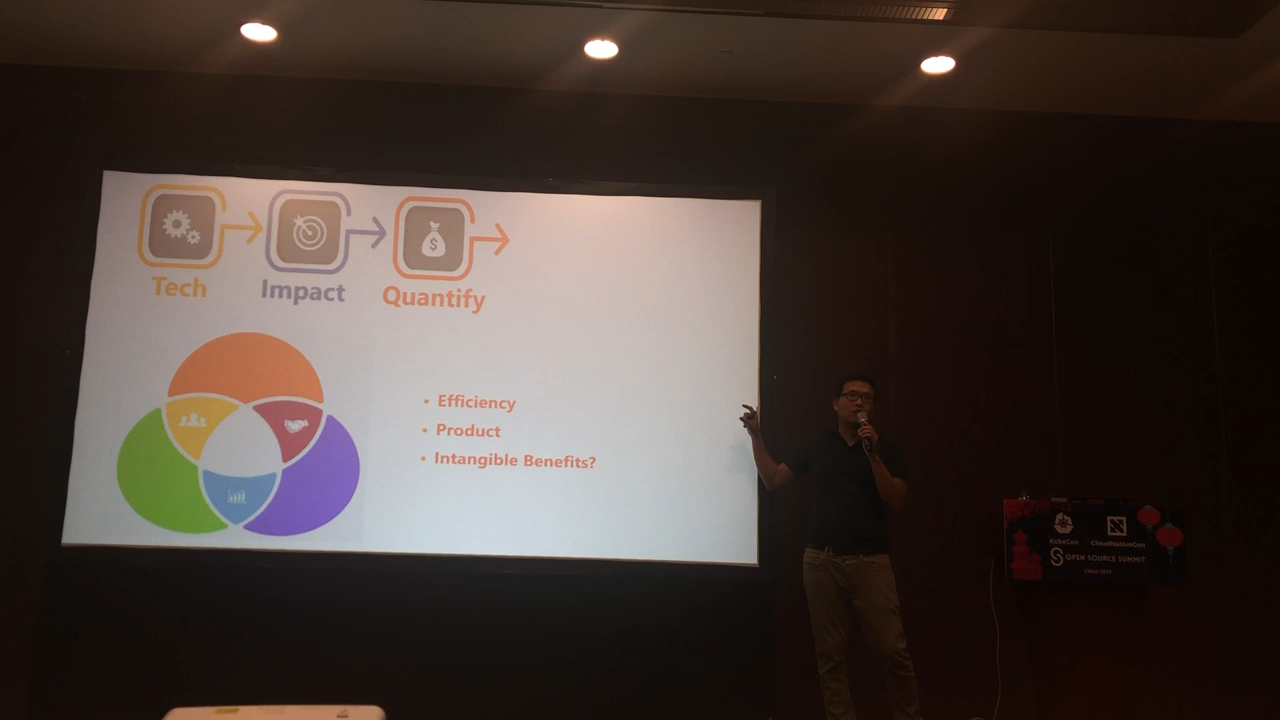 Tech
Impact
Quantify
• Efficiency
• Product
• Intangible Benefits?
$
KubeCon
CloudNativeCon
OPEN SOURCE SUMMIT
China 2019